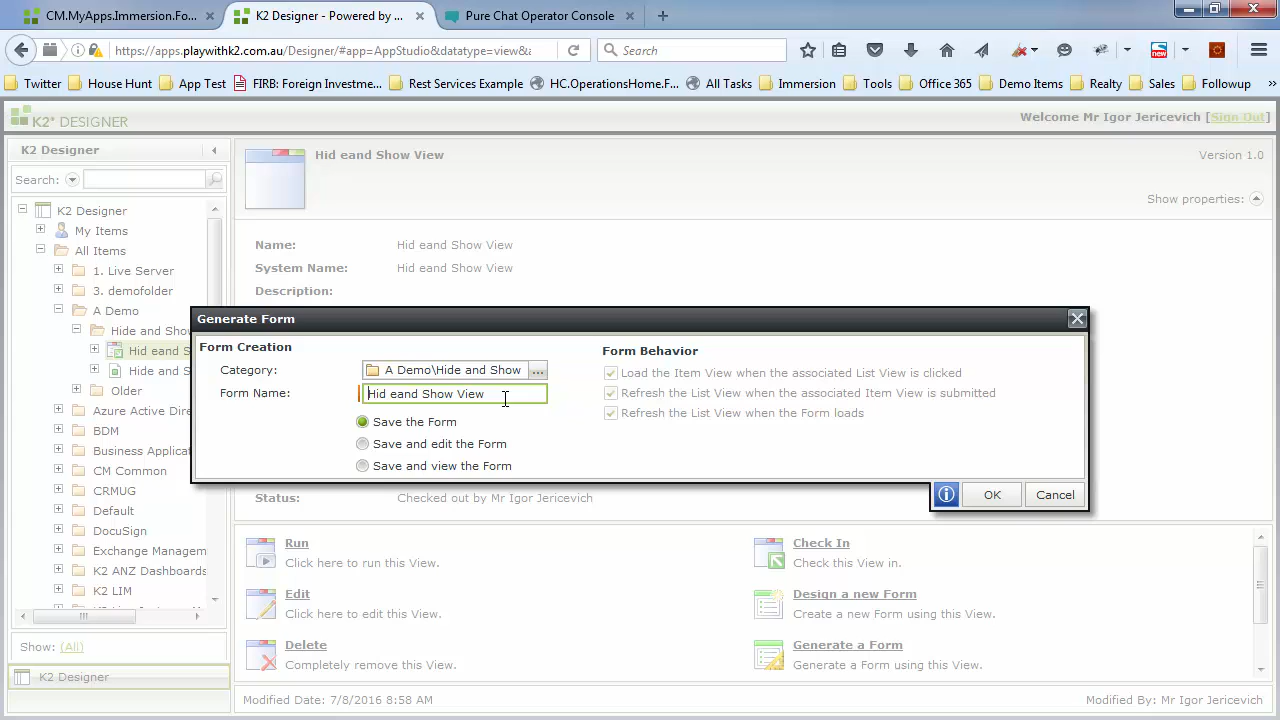 CM.MyApps.Immersion.Fo...
K2 Designer - Powered by ...
Pure Chat Operator Console
https://apps.playwithk2.com.au/Designer/#app=AppStudio&datatype=view&
Search
new
Twitter
House Hunt
App Test
FIRB: Foreign Investme...
Rest Services Example
HC.OperationsHome.F...
All Tasks
Immersion
Tools
Office 365
Demo Items
Realty
Sales
Followup
K2* DESIGNER
Welcome Mr Igor Jericevich [Sign Out]
K2 Designer
Search:
K2 Designer
My Items
All Items
1. Live Server
3. demofolder
A Demo
Hide and Sho
Hid eand S
Hide and S
Older
Azure Active Dire
BDM
Business Applicat
CM Common
CRMUG
Default
DocuSign
Exchange Managem
K2 ANZ Dashboards
K2 LIM
Show: (All)
K2 Designer
Hid eand Show View
Version 1.0
Show properties:
Name: Hid eand Show View
System Name: Hid eand Show View
Description:
Generate Form
Form Creation
Category: A Demo\Hide and Show ...
Form Name: Hid eand Show View
Save the Form
Save and edit the Form
Save and view the Form
Form Behavior
Load the Item View when the associated List View is clicked
Refresh the List View when the associated Item View is submitted
Refresh the List View when the Form loads
OK
Cancel
Status: Checked out by Mr Igor Jericevich
Run
Click here to run this View.
Check In
Check this View in.
Edit
Click here to edit this View.
Design a new Form
Create a new Form using this View.
Delete
Completely remove this View.
Generate a Form
Generate a Form using this View.
Modified Date: 7/8/2016 8:58 AM
Modified By: Mr Igor Jericevich